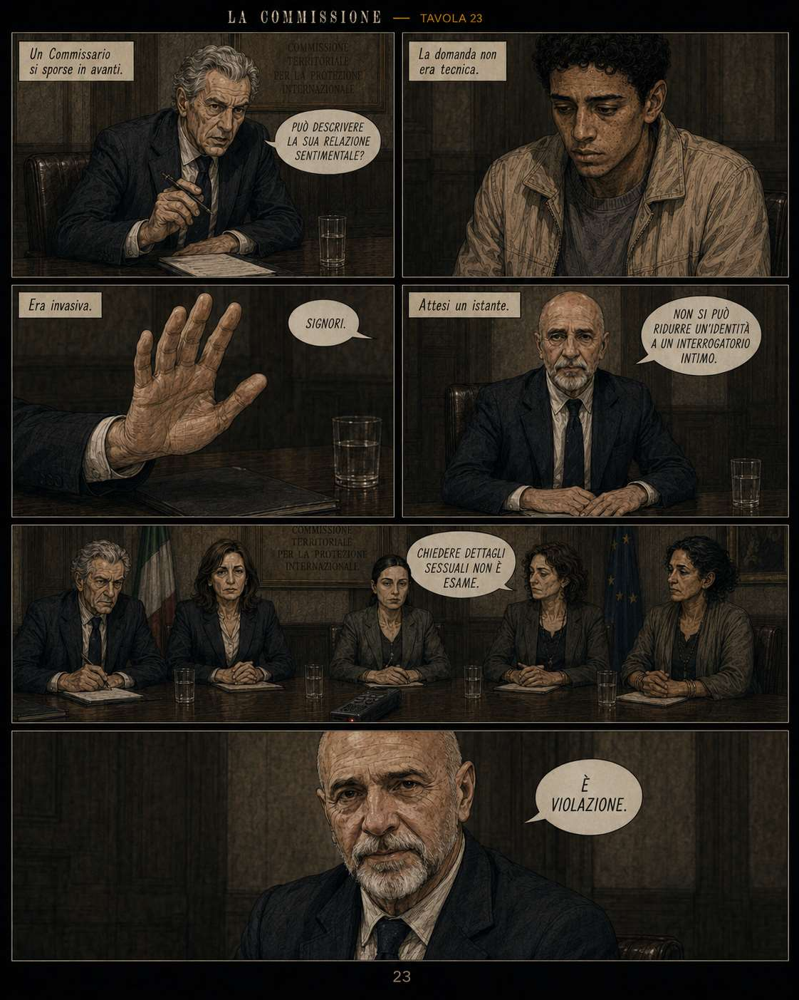 LA COMMISSIONE — TAVOLA 23
Un Commissario
si sporse in avanti.
COMMISSIONE
TERRITORIALE
PER LA PROTEZIONE
INTERNAZIONALE
PUÒ DESCRIVERE
LA SUA RELAZIONE
SENTIMENTALE?
La domanda non
era tecnica.
Era invasiva.
SIGNORI.
Attesi un istante.
NON SI PUÒ
RIDURRE UN'IDENTITÀ
A UN INTERROGATORIO
INTIMO.
COMMISSIONE
TERRITORIALE
PER LA PROTEZIONE
INTERNAZIONALE
CHIEDERE DETTAGLI
SESSUALI NON È
ESAME.
È
VIOLAZIONE.
23